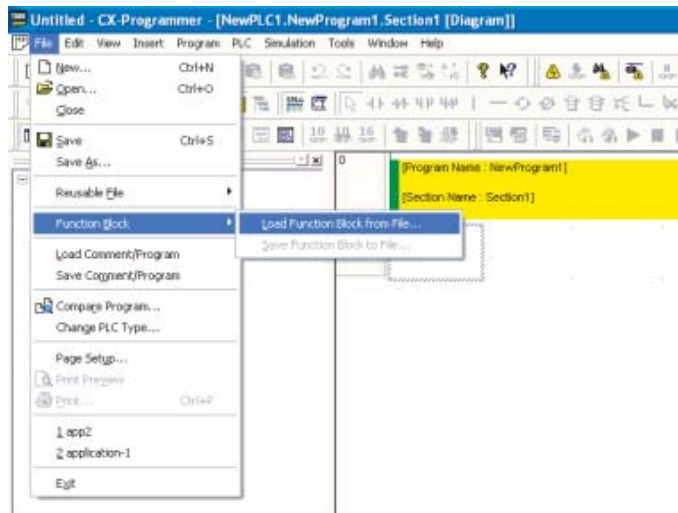 Untitled - CX-Programmer - [NewPLC1.NewProgram1.Section1 [Diagram]]
File Edit View Insert Program PLC Simulation Tools Window Help
New... Ctrl+N
Open... Ctrl+O
Close
Save Ctrl+S
Save As...
Reusable File
Function Block
Load Function Block from File...
Save Function Block to File...
Load Comment/Program
Save Comment/Program
Compare Program...
Change PLC Type...
Page Setup...
Print Preview
Print... Ctrl+P
1 app2
2 application-1
Exit
0
[Program Name : NewProgram1]
[Section Name : Section1]